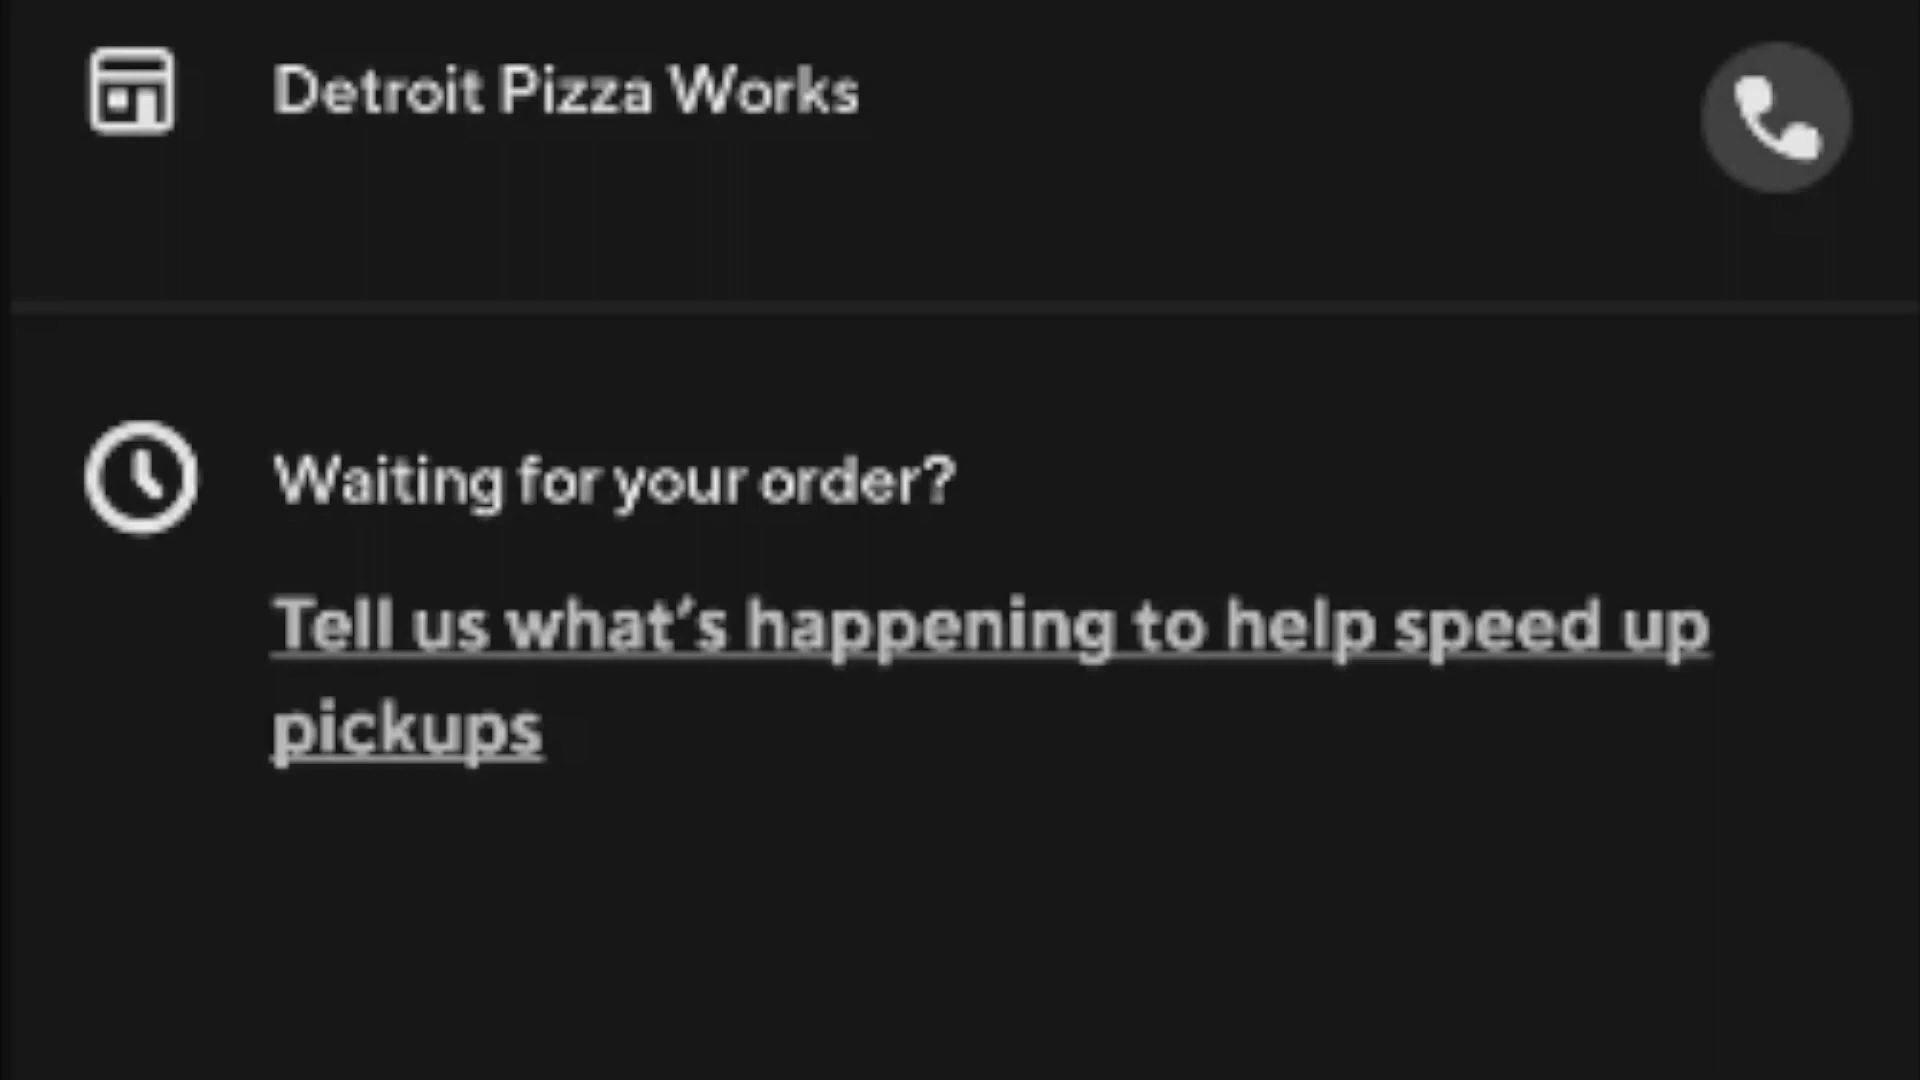 Detroit Pizza Works
Waiting for your order?
Tell us what's happening to help speed up
pickups